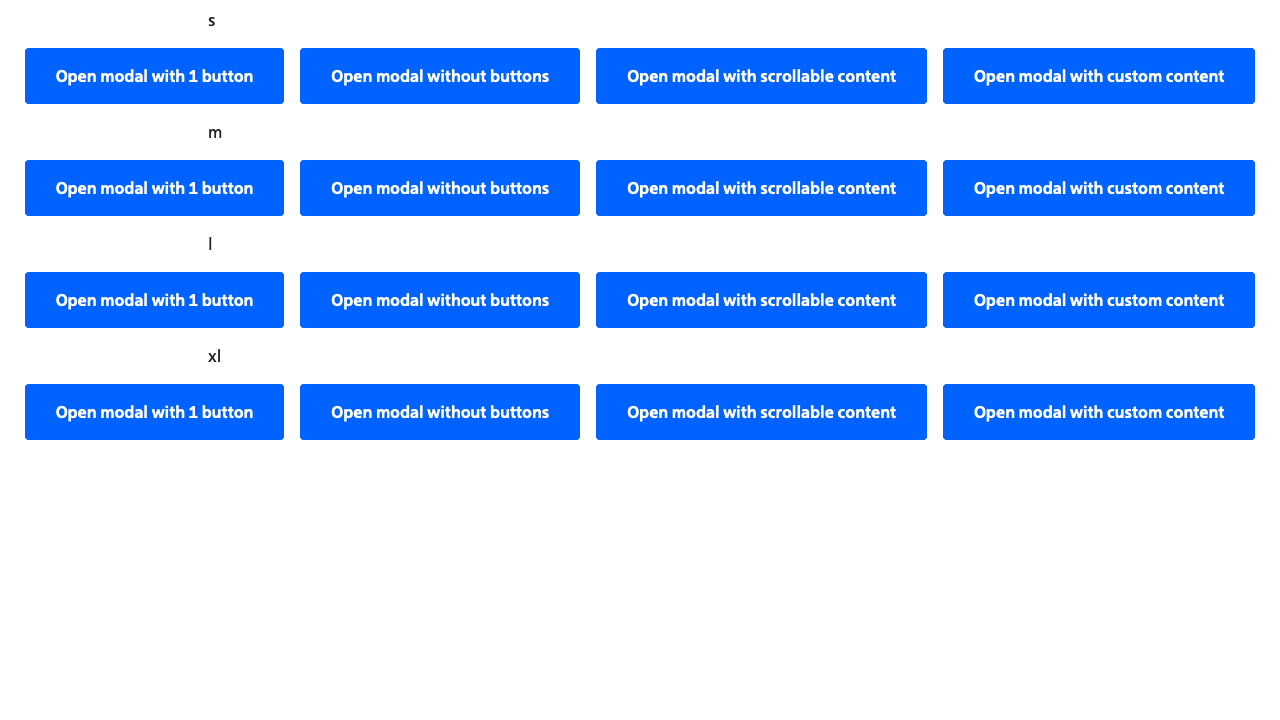 s
Open modal with 1 button Open modal without buttons Open modal with scrollable content Open modal with custom content
m
Open modal with 1 button Open modal without buttons Open modal with scrollable content Open modal with custom content
l
Open modal with 1 button Open modal without buttons Open modal with scrollable content Open modal with custom content
xl
Open modal with 1 button Open modal without buttons Open modal with scrollable content Open modal with custom content